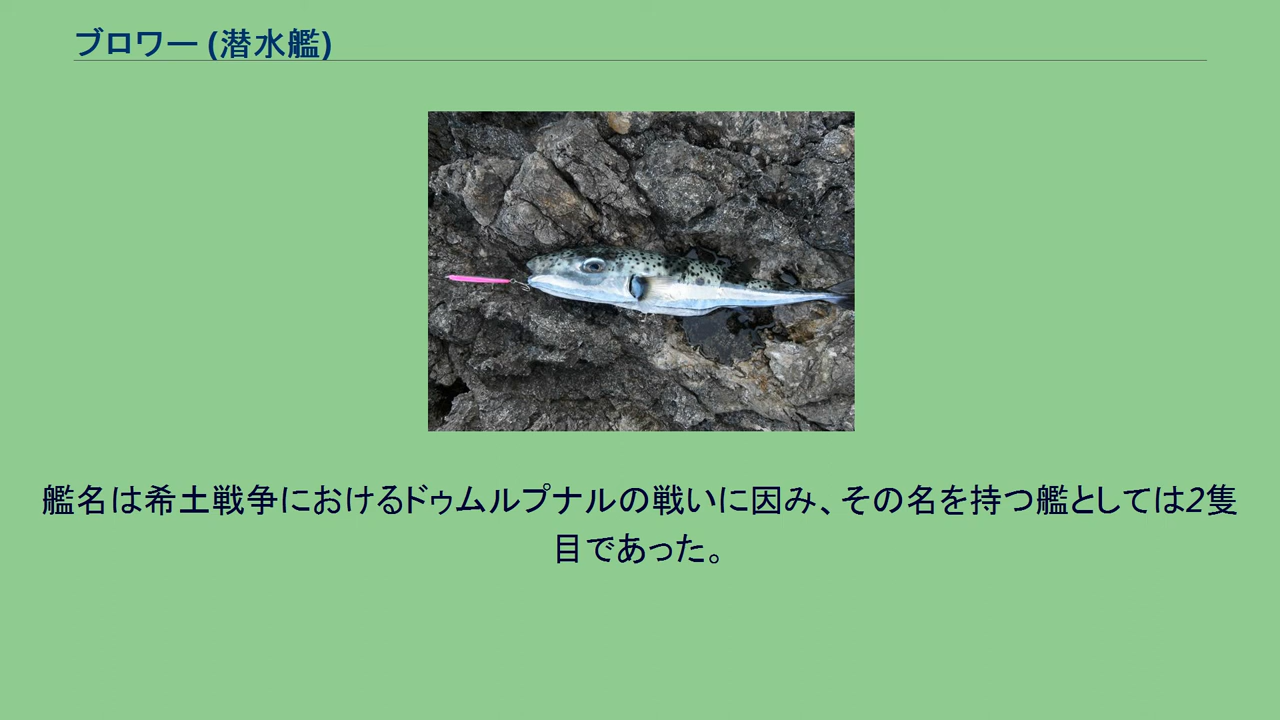 ブロワー (潜水艦)
艦名は希土戦争におけるドゥムルプナルの戦いに因み、その名を持つ艦としては2隻
目であった。